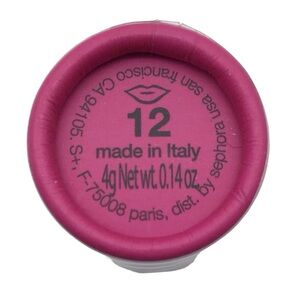 12
made in Italy
4g Net wt. 0.14 oz.
S+, F-75008 paris, dist. by sephora usa san francisco CA 94105.